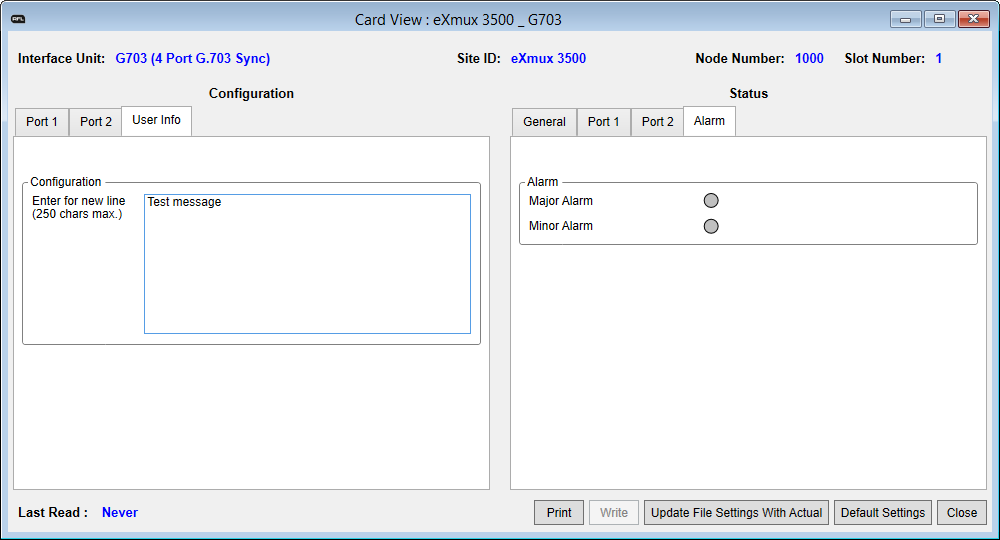 RFL
Card View : eXmux 3500 _ G703
Interface Unit: G703 (4 Port G.703 Sync) Site ID: eXmux 3500 Node Number: 1000 Slot Number: 1
Configuration
Status
Port 1 Port 2 User Info
General Port 1 Port 2 Alarm
Configuration
Enter for new line
(250 chars max.)
Test message
Alarm
Major Alarm
Minor Alarm
Last Read : Never
Print Write Update File Settings With Actual Default Settings Close